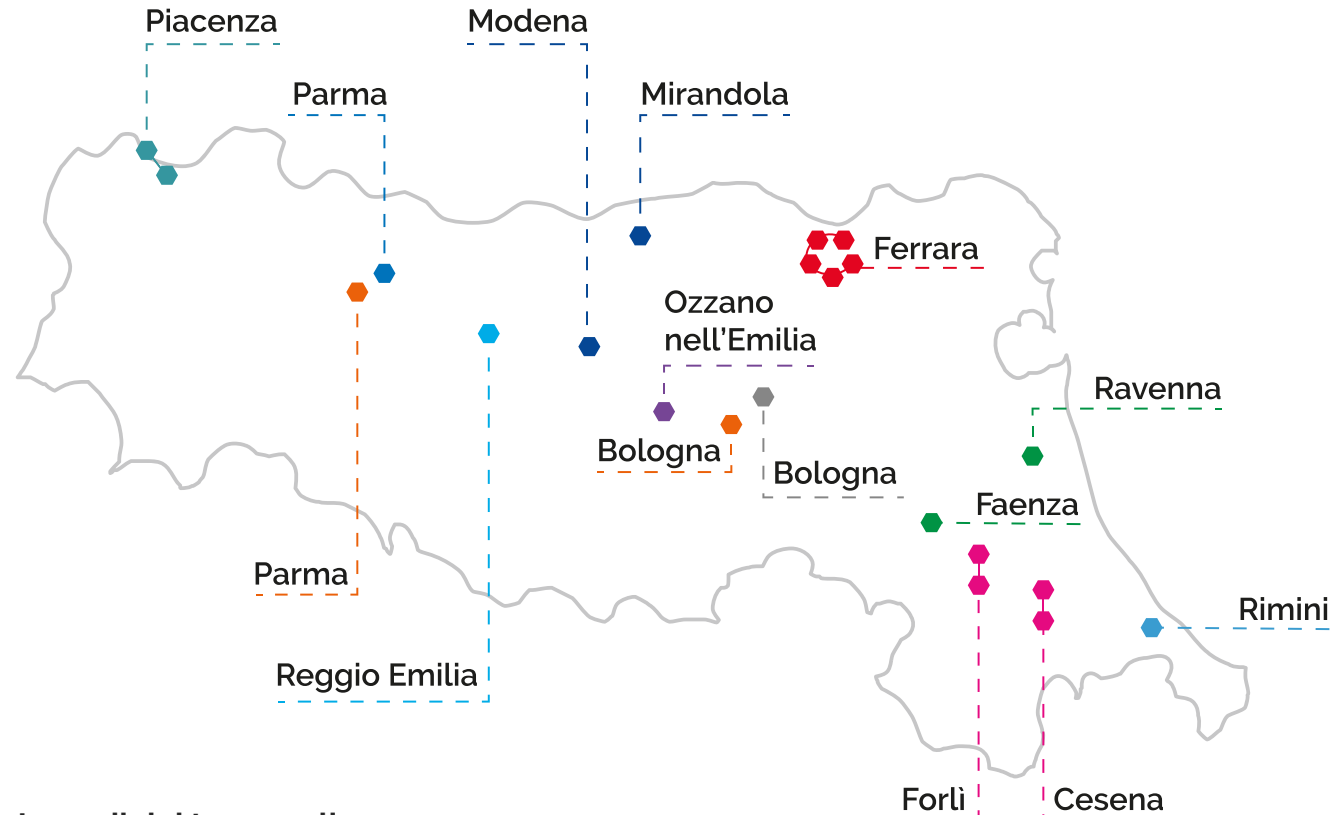 Piacenza
Modena
Parma
Mirandola
Ferrara
Ozzano
nell'Emilia
Ravenna
Bologna
Bologna
Faenza
Parma
Rimini
Reggio Emilia
Forlì
Cesena